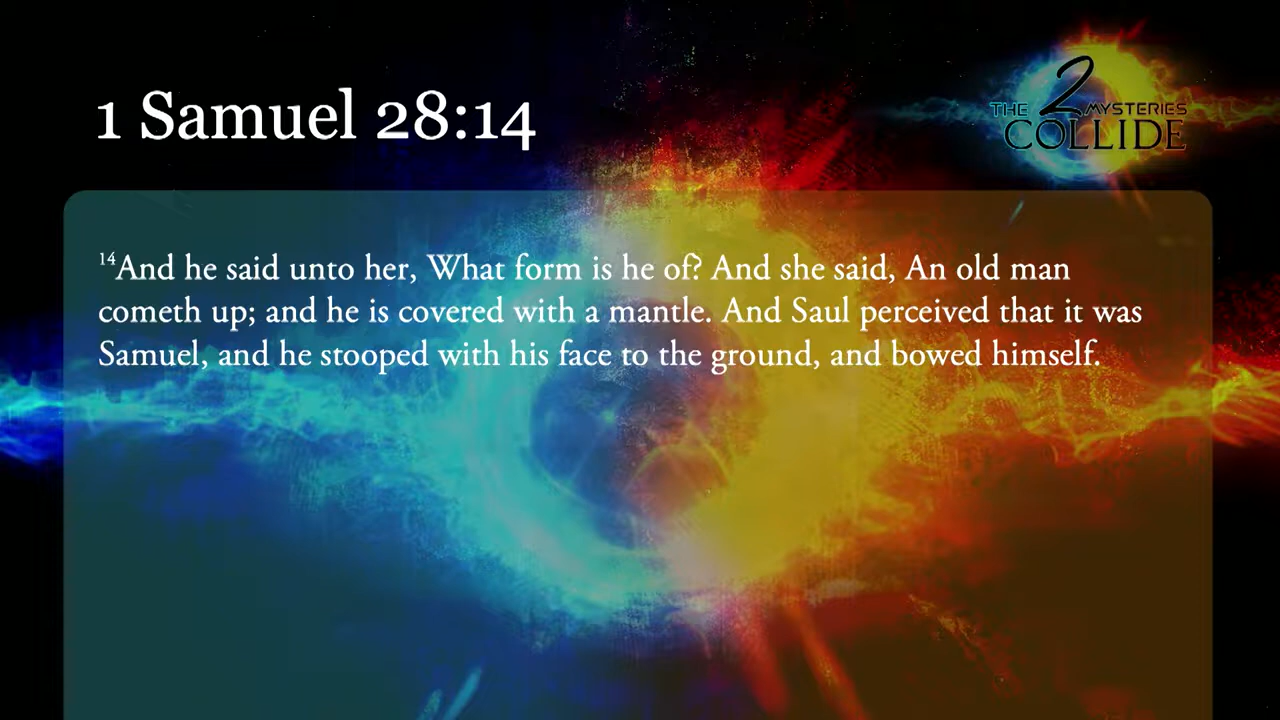 1 Samuel 28:14
THE 2 MYSTERIES
COLLIDE
14And he said unto her, What form is he of? And she said, An old man
cometh up; and he is covered with a mantle. And Saul perceived that it was
Samuel, and he stooped with his face to the ground, and bowed himself.